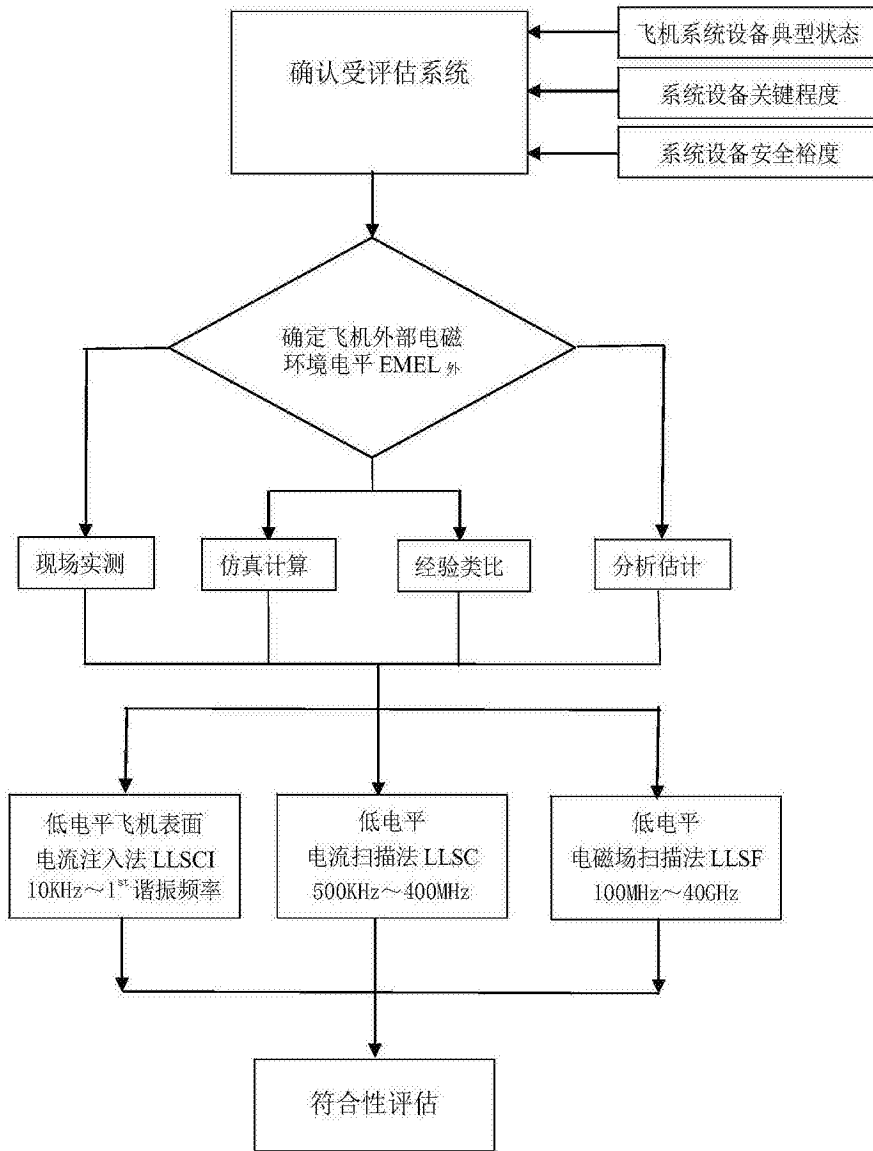 确认受评估系统
飞机系统设备典型状态
系统设备关键程度
系统设备安全裕度
确定飞机外部电磁
环境电平 EMEL 外
现场实测
仿真计算
经验类比
分析估计
低电平飞机表面
电流注入法 LLSCI
10KHz～1st谐振频率
低电平
电流扫描法 LLSC
500KHz～400MHz
低电平
电磁场扫描法 LLSF
100MHz～40GHz
符合性评估